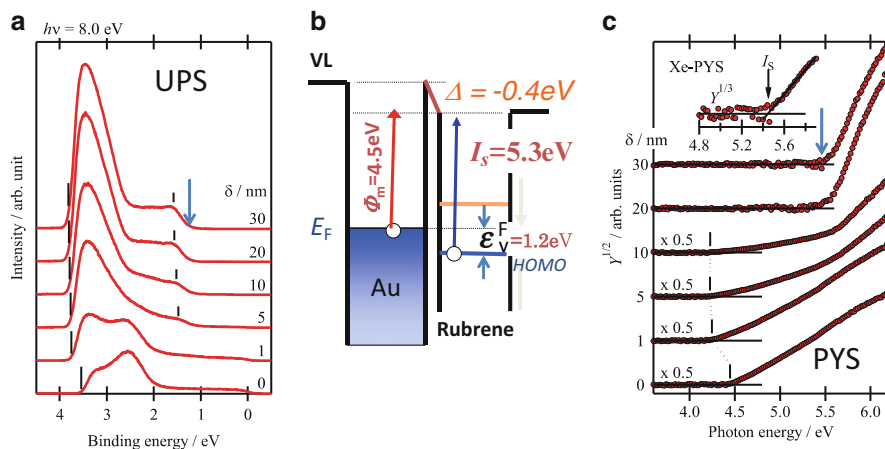 a
hν = 8.0 eV
UPS
δ / nm
30
20
10
5
1
0
Intensity / arb. unit
4 3 2 1 0
Binding energy / eV
b
VL
Δ = -0.4eV
Φm=4.5eV
Is=5.3eV
EF
εvF=1.2eV
HOMO
Au
Rubrene
c
Xe-PYS
Is
Y1/3
4.8 5.2 5.6
δ / nm
30
20
x 0.5
10
x 0.5
5
x 0.5
1
x 0.5
0
PYS
Y1/2 / arb. units
4.0 4.5 5.0 5.5 6.0
Photon energy / eV